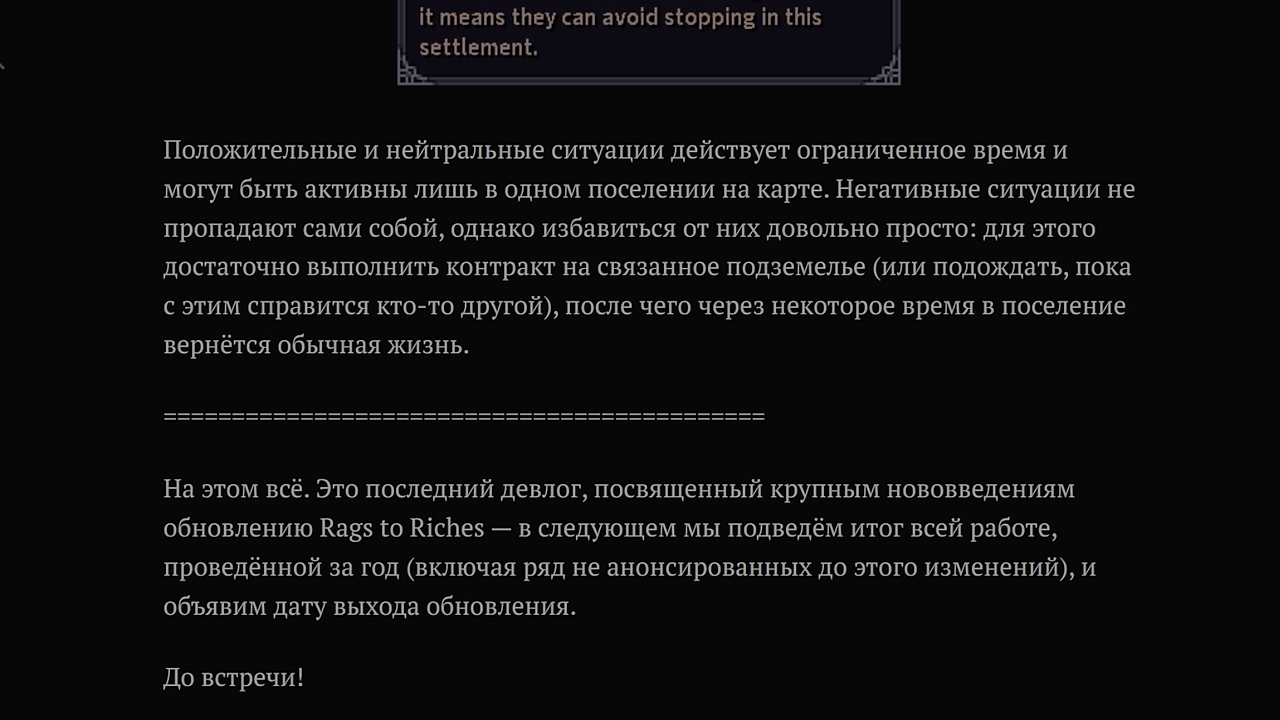 it means they can avoid stopping in this
settlement.
Положительные и нейтральные ситуации действует ограниченное время и
могут быть активны лишь в одном поселении на карте. Негативные ситуации не
пропадают сами собой, однако избавиться от них довольно просто: для этого
достаточно выполнить контракт на связанное подземелье (или подождать, пока
с этим справится кто-то другой), после чего через некоторое время в поселение
вернётся обычная жизнь.
============================================
На этом всё. Это последний девлог, посвященный крупным нововведениям
обновлению Rags to Riches — в следующем мы подведём итог всей работе,
проведённой за год (включая ряд не анонсированных до этого изменений), и
объявим дату выхода обновления.
До встречи!